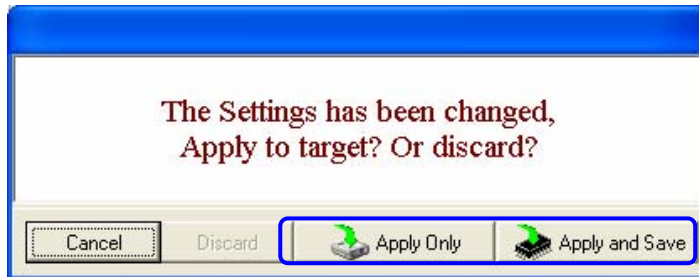 The Settings has been changed,
Apply to target? Or discard?
Cancel Discard Apply Only Apply and Save